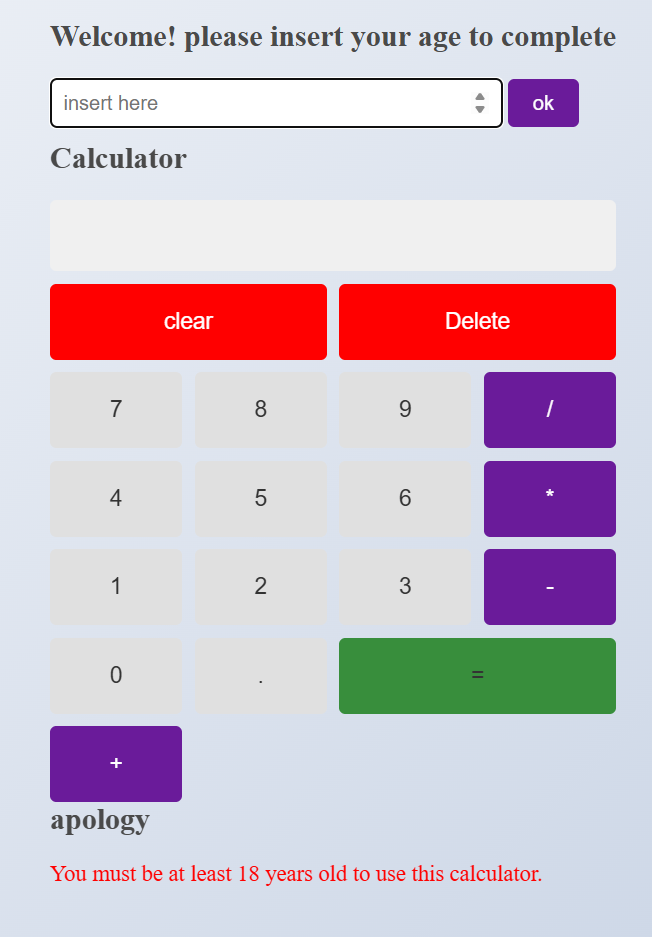 Welcome! please insert your age to complete
insert here ok
Calculator
clear Delete
7 8 9 /
4 5 6 *
1 2 3 -
0 . =
+
apology
You must be at least 18 years old to use this calculator.